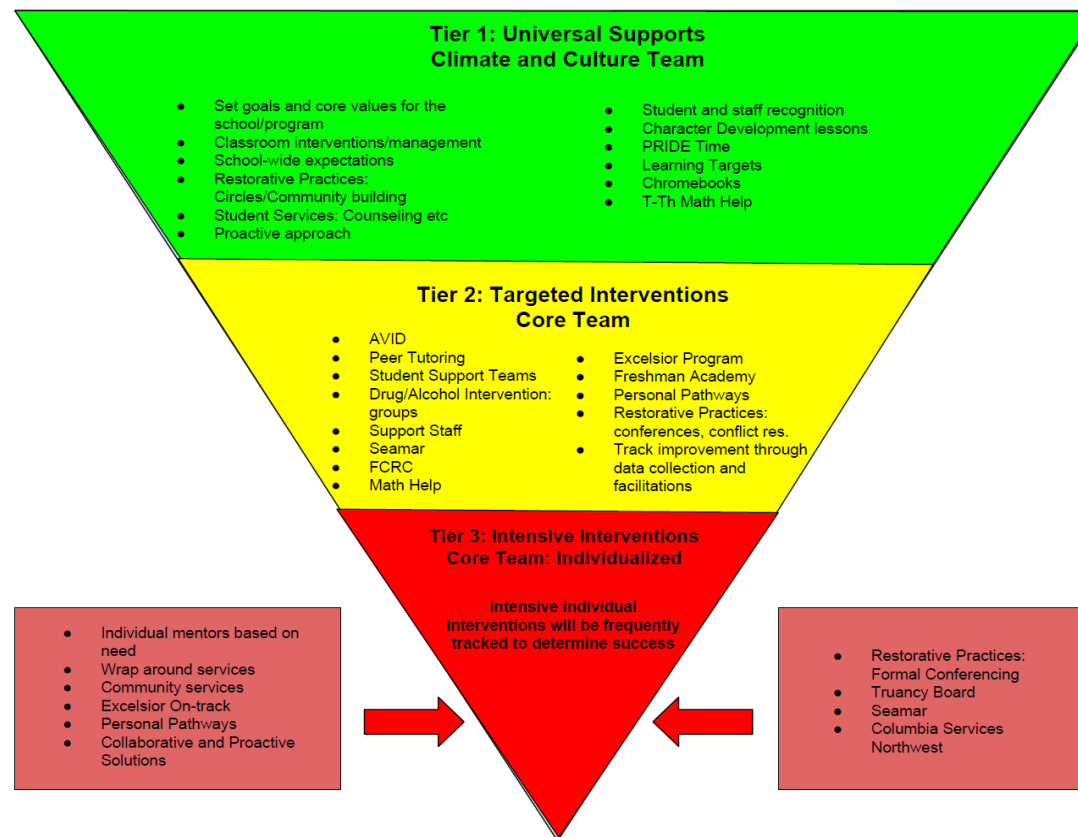 Tier 1: Universal Supports
Climate and Culture Team
● Set goals and core values for the
school/program
● Classroom interventions/management
● School-wide expectations
● Restorative Practices:
Circles/Community building
● Student Services: Counseling etc
● Proactive approach
● Student and staff recognition
● Character Development lessons
● PRIDE Time
● Learning Targets
● Chromebooks
● T-Th Math Help
Tier 2: Targeted Interventions
Core Team
● AVID
● Peer Tutoring
● Student Support Teams
● Drug/Alcohol Intervention:
groups
● Support Staff
● Seamar
● FCRC
● Math Help
● Excelsior Program
● Freshman Academy
● Personal Pathways
● Restorative Practices:
conferences, conflict res.
● Track improvement through
data collection and
facilitations
Tier 3: Intensive Interventions
Core Team: Individualized
Intensive individual
interventions will be frequently
tracked to determine success
● Individual mentors based on
need
● Wrap around services
● Community services
● Excelsior On-track
● Personal Pathways
● Collaborative and Proactive
Solutions
● Restorative Practices:
Formal Conferencing
● Truancy Board
● Seamar
● Columbia Services
Northwest